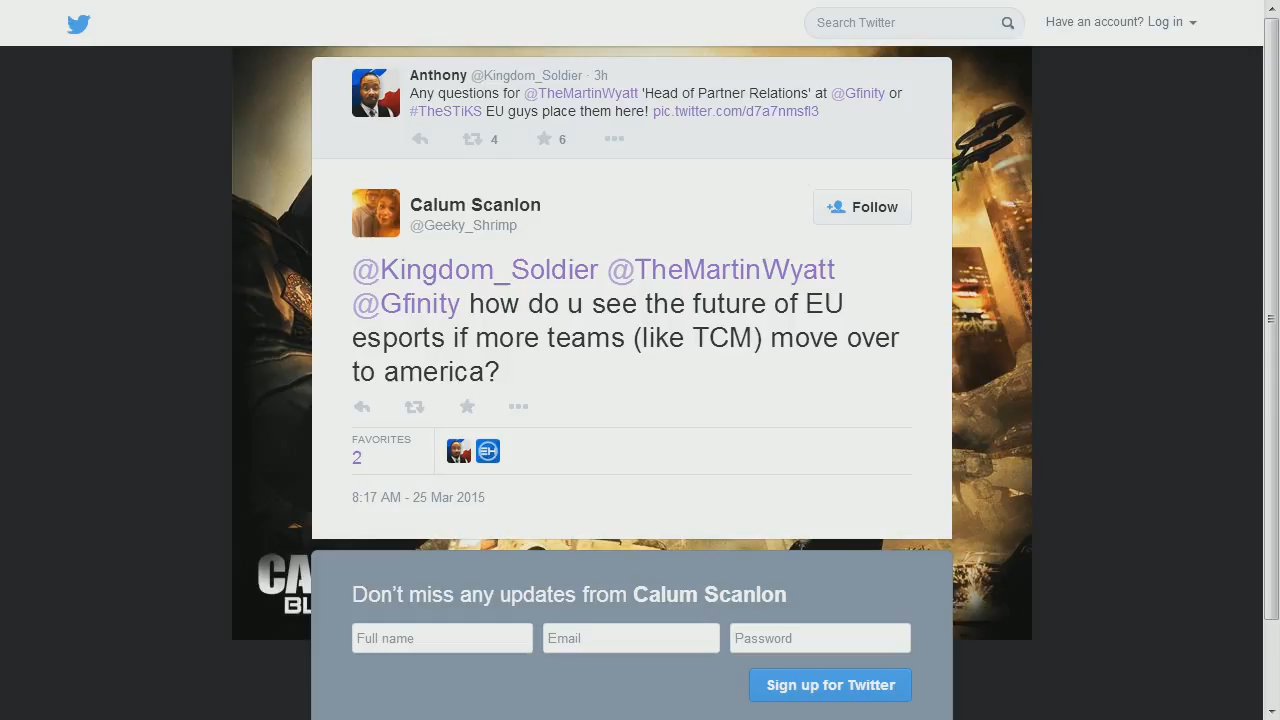 Search Twitter
Have an account? Log in
Anthony @Kingdom_Soldier · 3h
Any questions for @TheMartinWyatt 'Head of Partner Relations' at @Gfinity or
#TheSTiKS EU guys place them here! pic.twitter.com/d7a7nmsfl3
4
6
Calum Scanlon
@Geeky_Shrimp
Follow
@Kingdom_Soldier @TheMartinWyatt
@Gfinity how do u see the future of EU
esports if more teams (like TCM) move over
to america?
FAVORITES
2
EH
8:17 AM - 25 Mar 2015
CA
BL
Don't miss any updates from Calum Scanlon
Full name
Email
Password
Sign up for Twitter